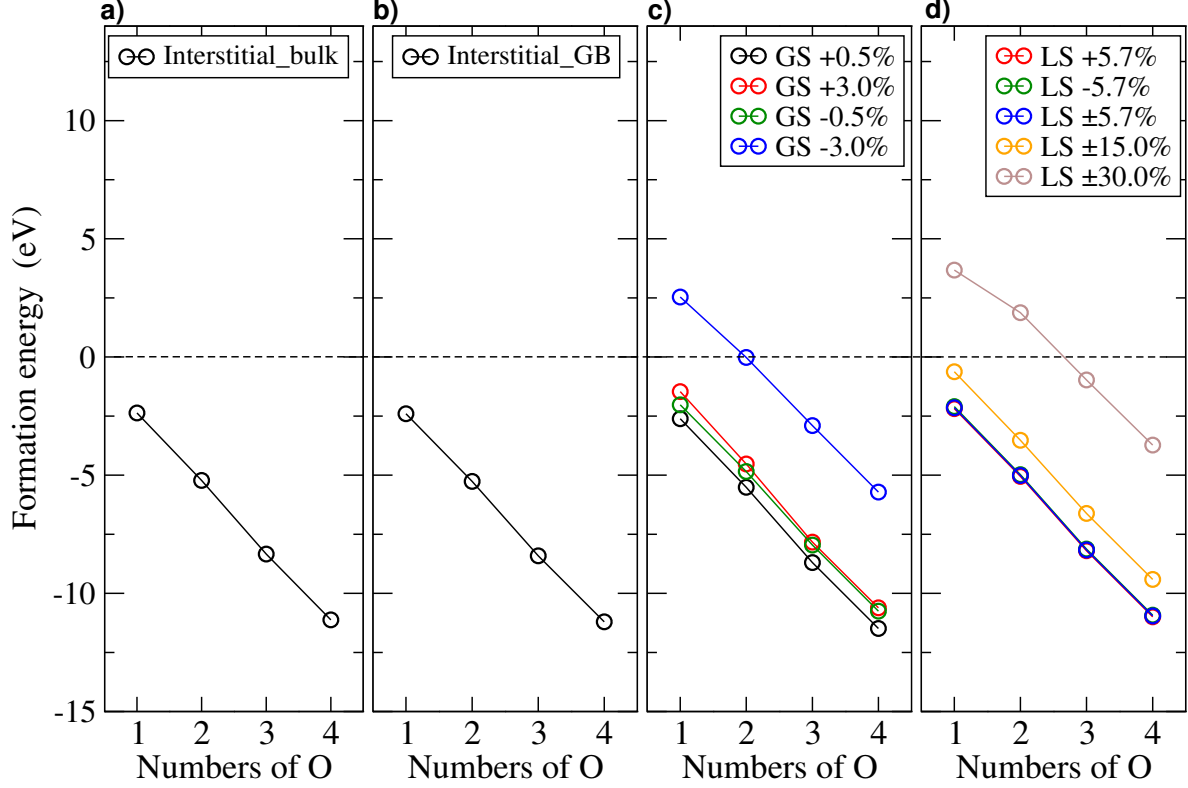 a)
b)
c)
d)
Interstitial_bulk
Interstitial_GB
GS +0.5%
GS +3.0%
GS -0.5%
GS -3.0%
LS +5.7%
LS -5.7%
LS ±5.7%
LS ±15.0%
LS ±30.0%
Formation energy (eV)
10
5
0
-5
-10
-15
1 2 3 4
1 2 3 4
1 2 3 4
1 2 3 4
Numbers of O
Numbers of O
Numbers of O
Numbers of O